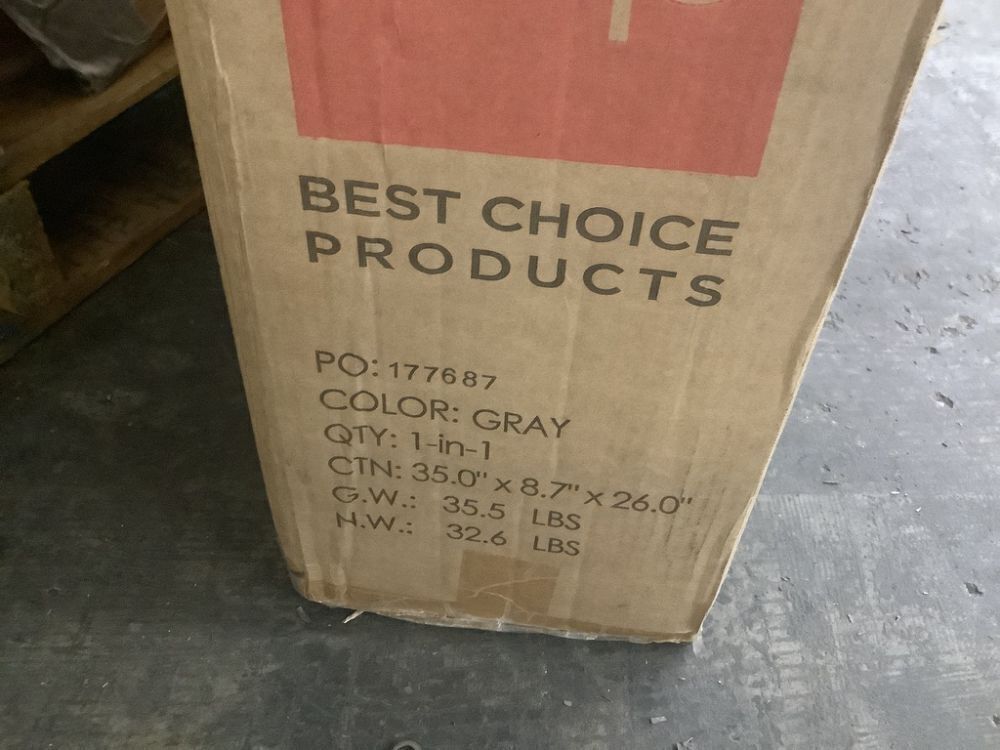 BEST CHOICE
PRODUCTS
PO: 177687
COLOR: GRAY
QTY: 1-in-1
CTN: 35.0" x 8.7" x 26.0"
G.W.: 35.5 LBS
N.W.: 32.6 LBS